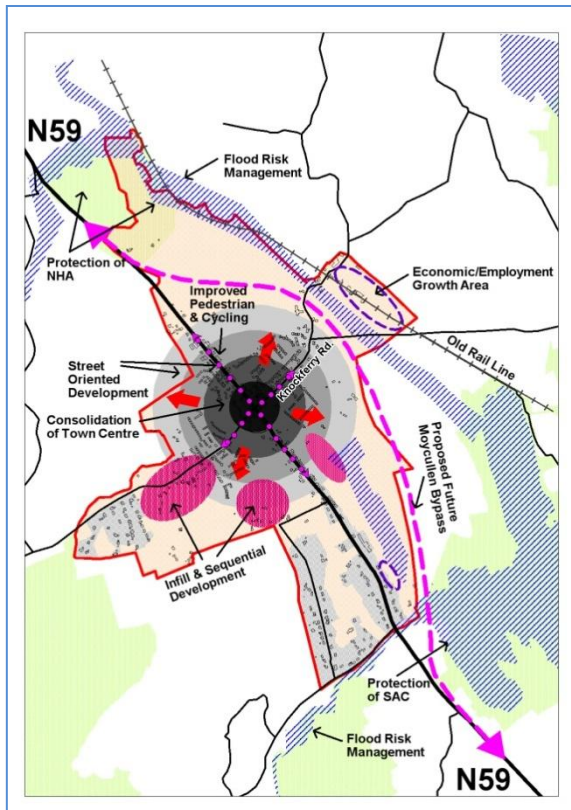 N59
Flood Risk
Management
Protection of
NHA
Economic/Employment
Growth Area
Improved
Pedestrian
& Cycling
Old Rail Line
Knockferry Rd.
Street
Oriented
Development
Consolidation
of Town Centre
Proposed Future
Moycullen Bypass
Infill & Sequential
Development
Protection
of SAC
Flood Risk
Management
N59